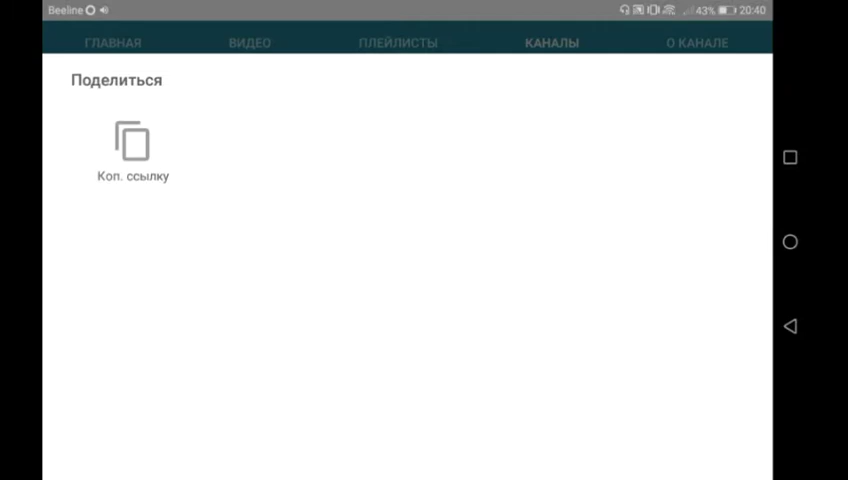 Beeline 43% 20:40
ГЛАВНАЯ ВИДЕО ПЛЕЙЛИСТЫ КАНАЛЫ О КАНАЛЕ
Поделиться
Коп. ссылку